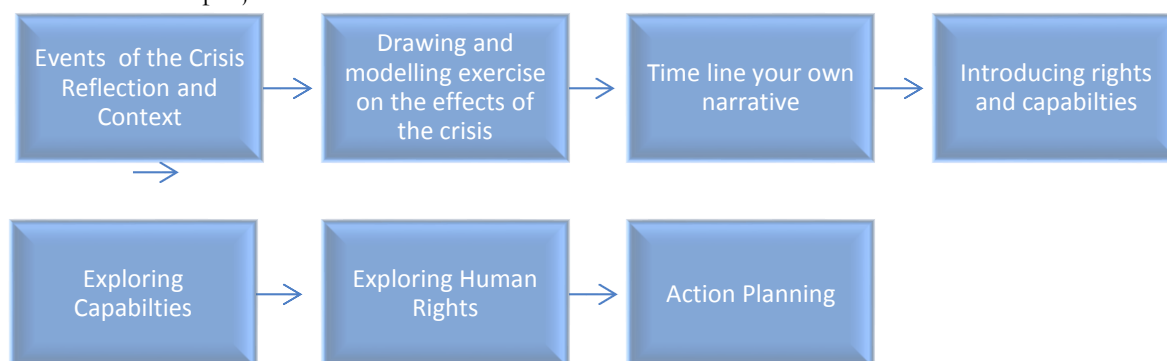 Events of the Crisis
Reflection and
Context
Drawing and
modelling exercise
on the effects of
the crisis
Time line your own
narrative
Introducing rights
and capabilties
Exploring
Capabilties
Exploring Human
Rights
Action Planning